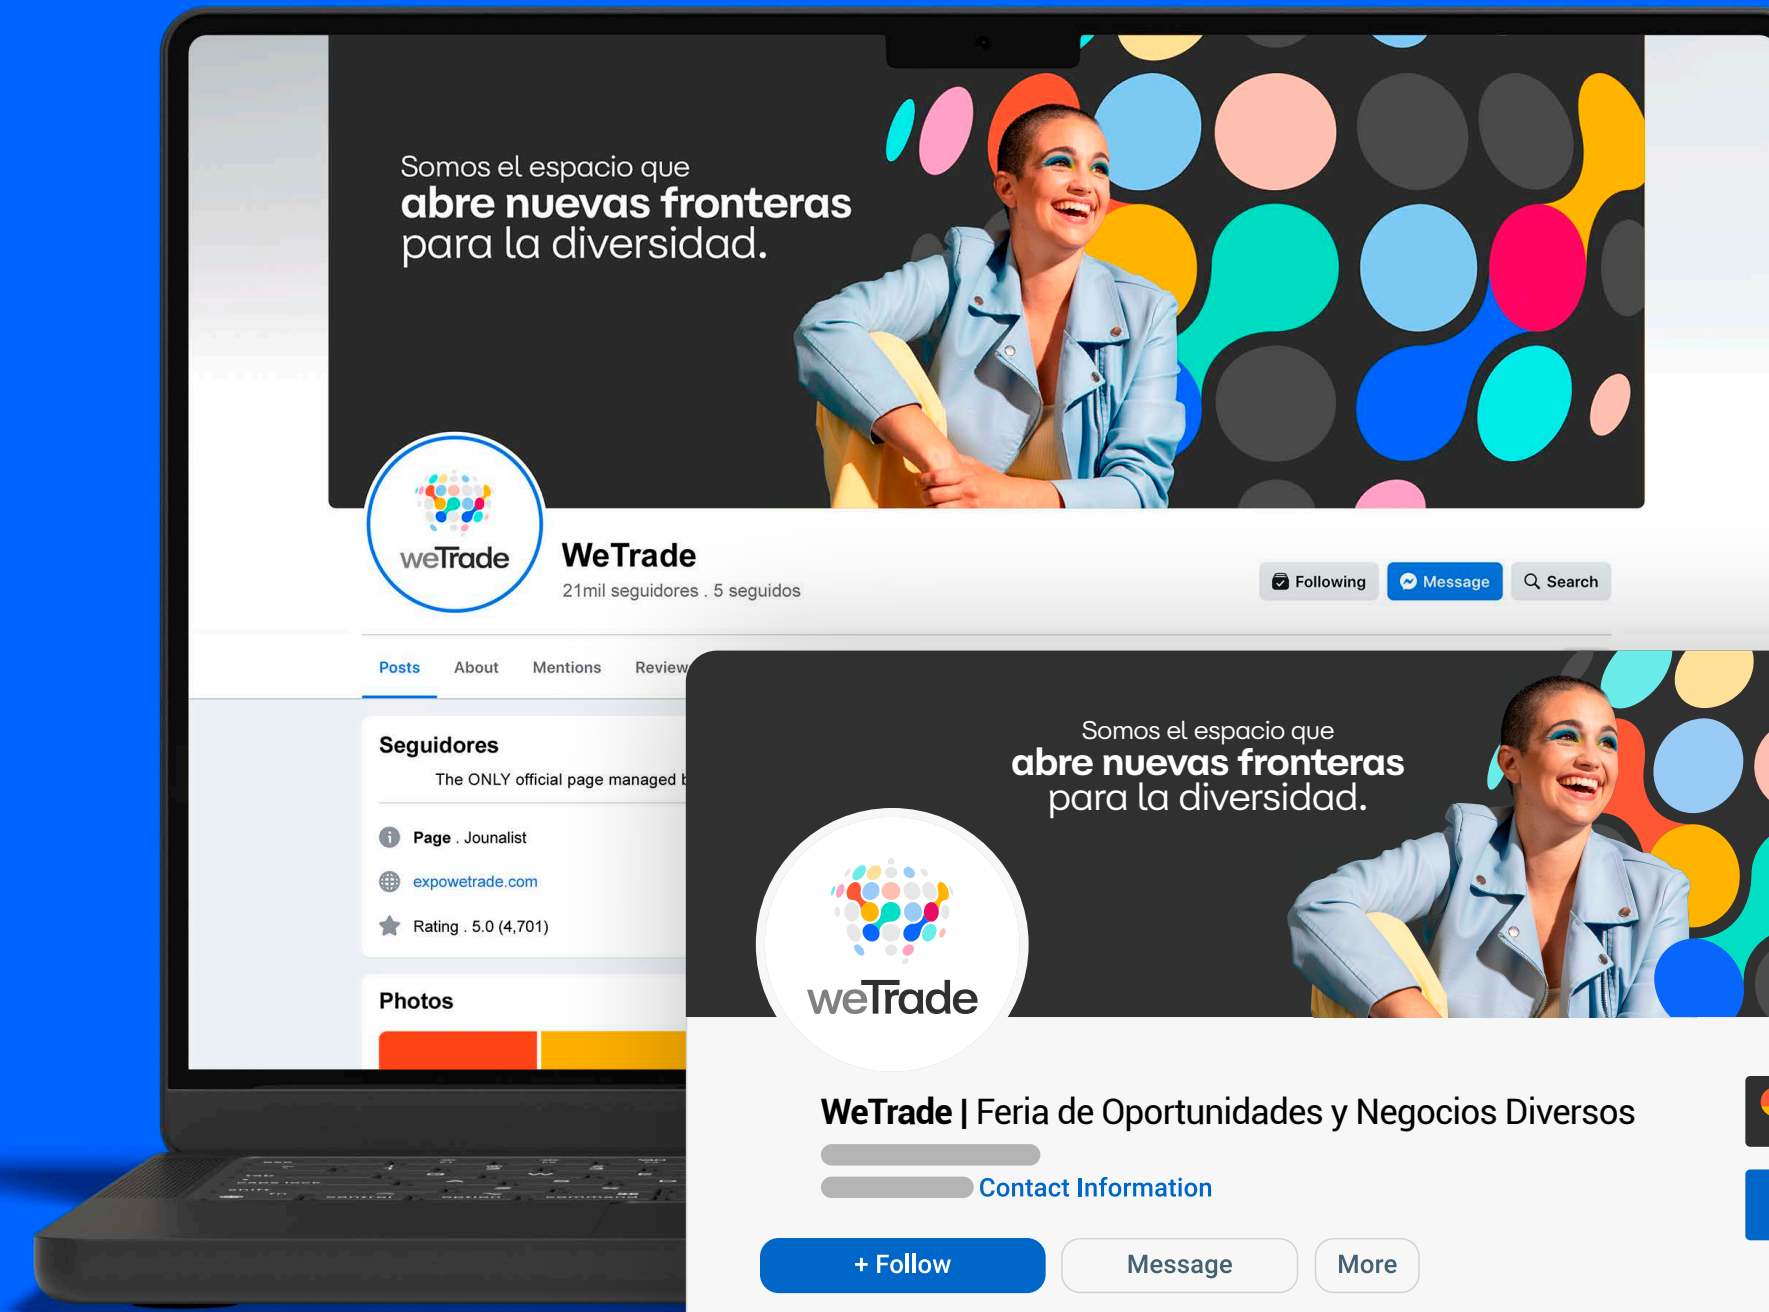 Somos el espacio que
abre nuevas fronteras
para la diversidad.
weTrade
WeTrade
21mil seguidores . 5 seguidos
Following
Message
Search
Posts About Mentions Review
Seguidores
The ONLY official page managed
Page . Jounalist
expowetrade.com
Rating . 5.0 (4,701)
Photos
Somos el espacio que
abre nuevas fronteras
para la diversidad.
weTrade
WeTrade | Feria de Oportunidades y Negocios Diversos
Contact Information
+ Follow
Message
More